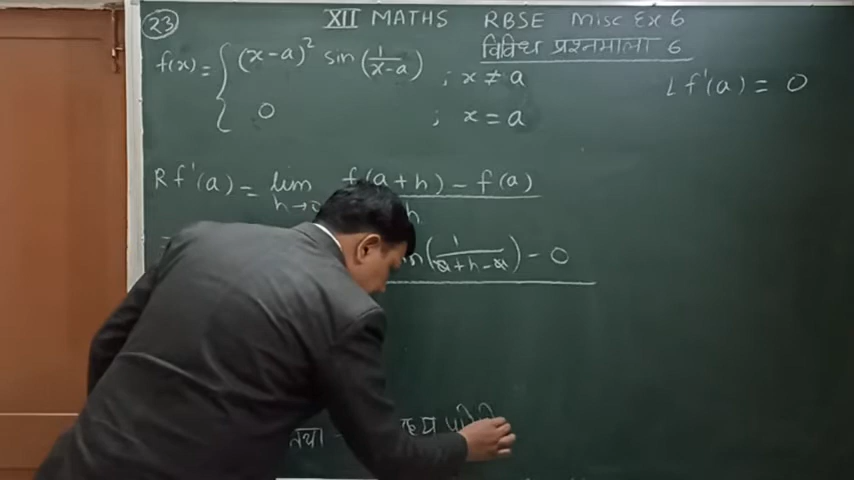 23 XII MATHS RBSE Misc Ex 6
विविध प्रश्नमाला 6
f(x) = { (x-a)² sin(1/(x-a)) ; x ≠ a
0 ; x = a
L f'(a) = 0
R f'(a) = lim h→0 f(a+h) - f(a) / h
(1/(a+h-a)) - 0
तथा